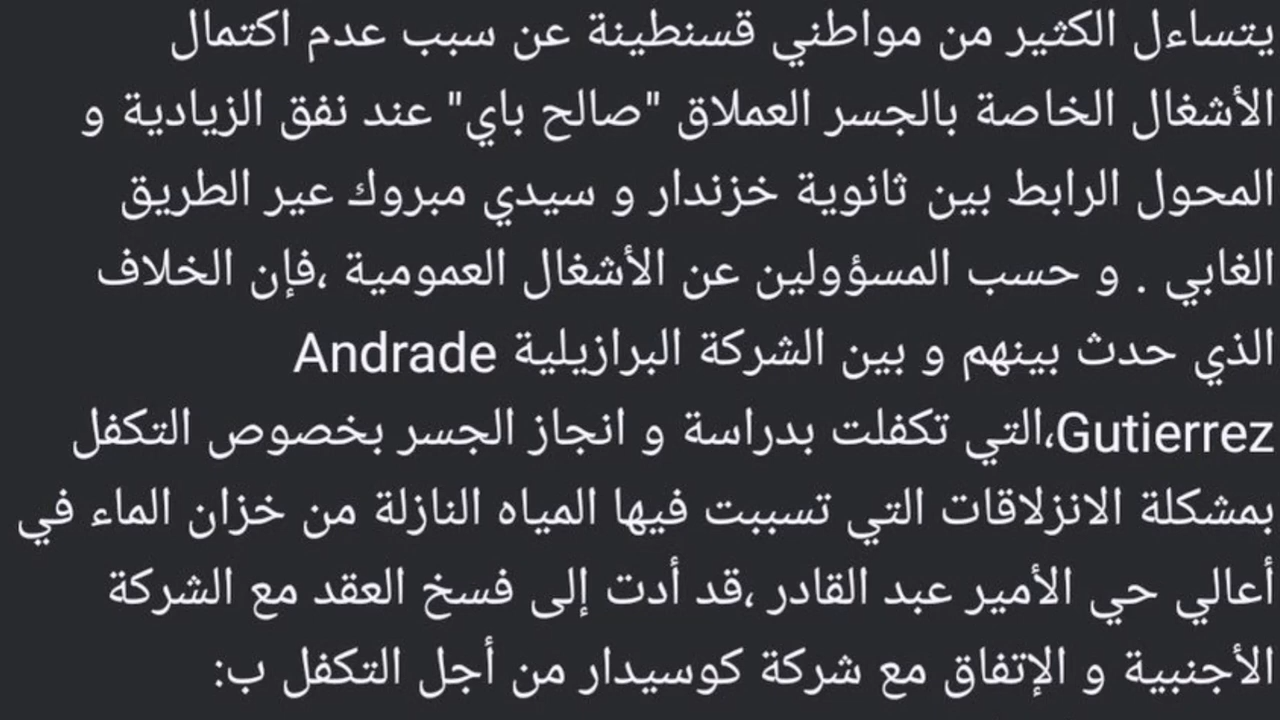 يتساءل الكثير من مواطني قسنطينة عن سبب عدم اكتمال
الأشغال الخاصة بالجسر العملاق "صالح باي" عند نفق الزيادية و
المحول الرابط بين ثانوية خزندار و سيدي مبروك عير الطريق
الغابي . و حسب المسؤولين عن الأشغال العمومية ،فإن الخلاف
الذي حدث بينهم و بين الشركة البرازيلية Andrade
Gutierrez،التي تكفلت بدراسة و انجاز الجسر بخصوص التكفل
بمشكلة الانزلاقات التي تسببت فيها المياه النازلة من خزان الماء في
أعالي حي الأمير عبد القادر ،قد أدت إلى فسخ العقد مع الشركة
الأجنبية و الإتفاق مع شركة كوسيدار من أجل التكفل ب: